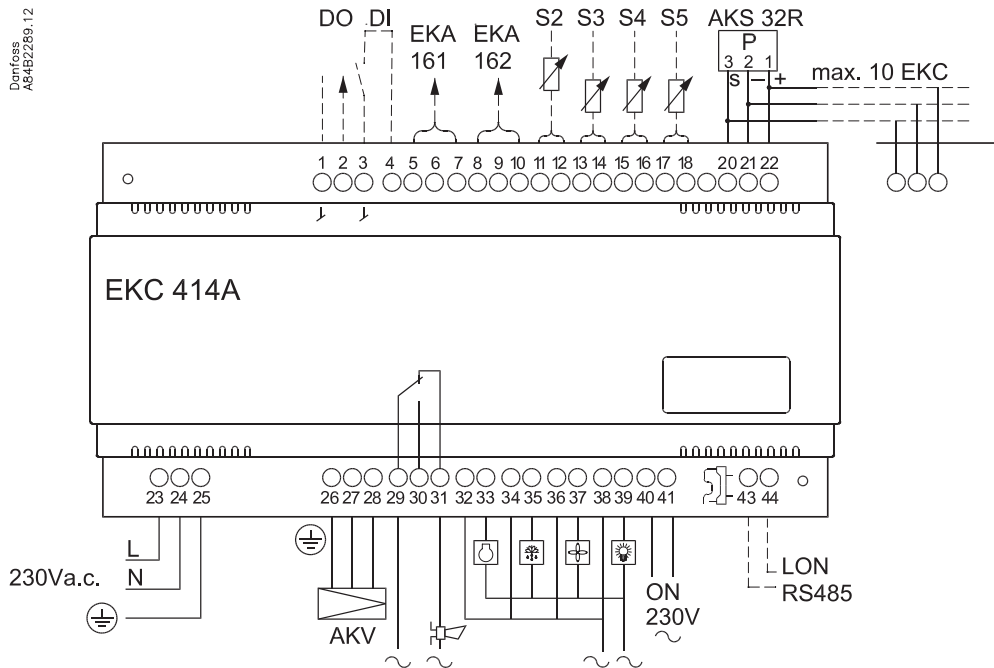 Danfoss
A84B2289.12
DO DI
EKA
161
EKA
162
S2 S3 S4 S5 AKS 32R
P
3 2 1
S – +
max. 10 EKC
1 2 3 4 5 6 7 8 9 10 11 12 13 14 15 16 17 18 20 21 22
EKC 414A
23 24 25 26 27 28 29 30 31 32 33 34 35 36 37 38 39 40 41 43 44
L
N
230Va.c.
AKV
ON
230V
LON
RS485